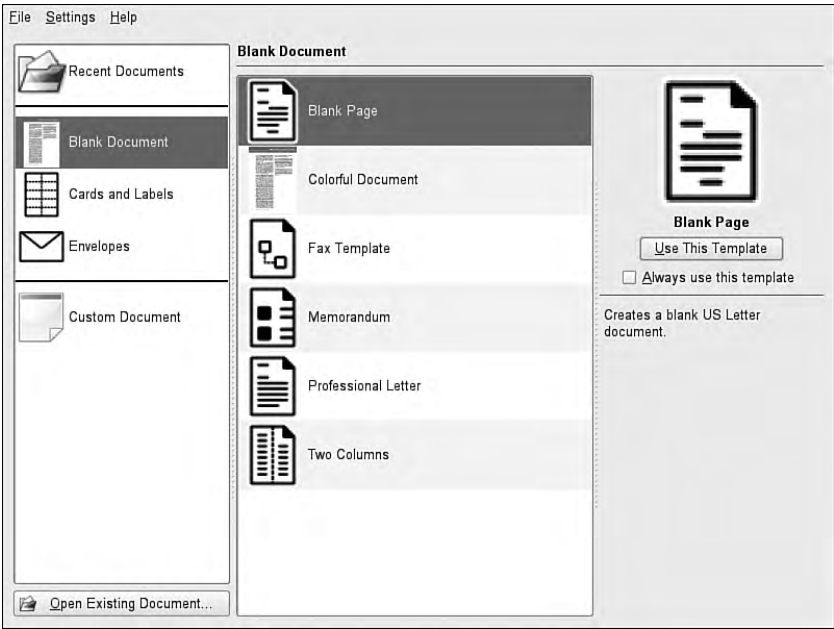 File Settings Help
Recent Documents
Blank Document
Cards and Labels
Envelopes
Custom Document
Open Existing Document...
Blank Document
Blank Page
Colorful Document
Fax Template
Memorandum
Professional Letter
Two Columns
Blank Page
Use This Template
Always use this template
Creates a blank US Letter
document.